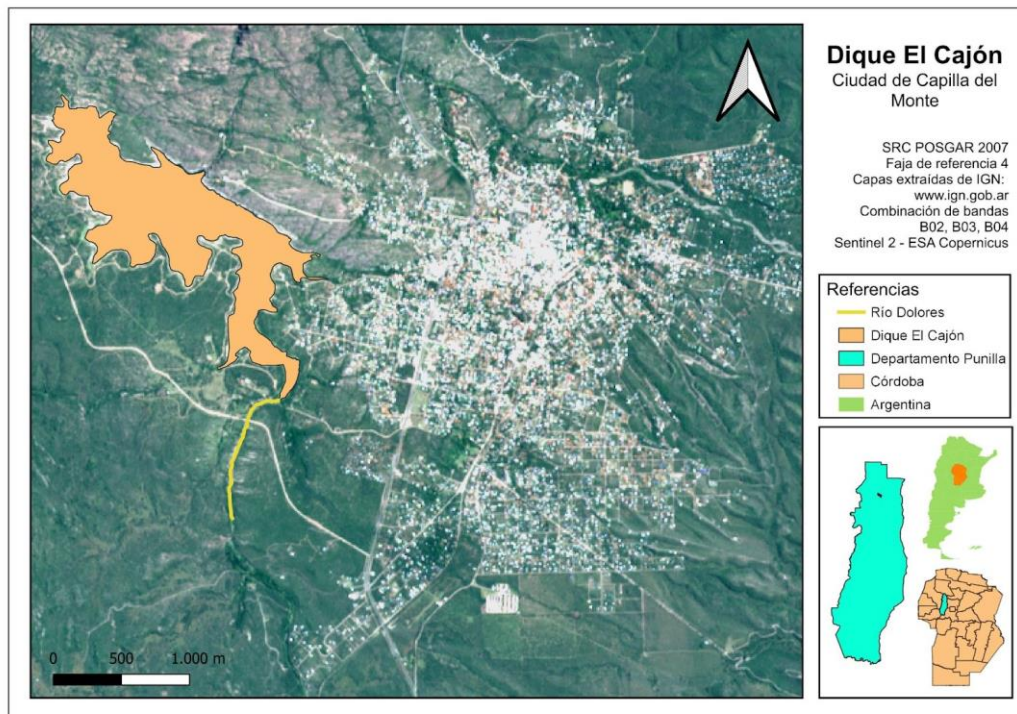 Dique El Cajón
Ciudad de Capilla del
Monte
SRC POSGAR 2007
Faja de referencia 4
Capas extraídas de IGN:
www.ign.gob.ar
Combinación de bandas
B02, B03, B04
Sentinel 2 - ESA Copernicus
Referencias
Río Dolores
Dique El Cajón
Departamento Punilla
Córdoba
Argentina
0 500 1.000 m